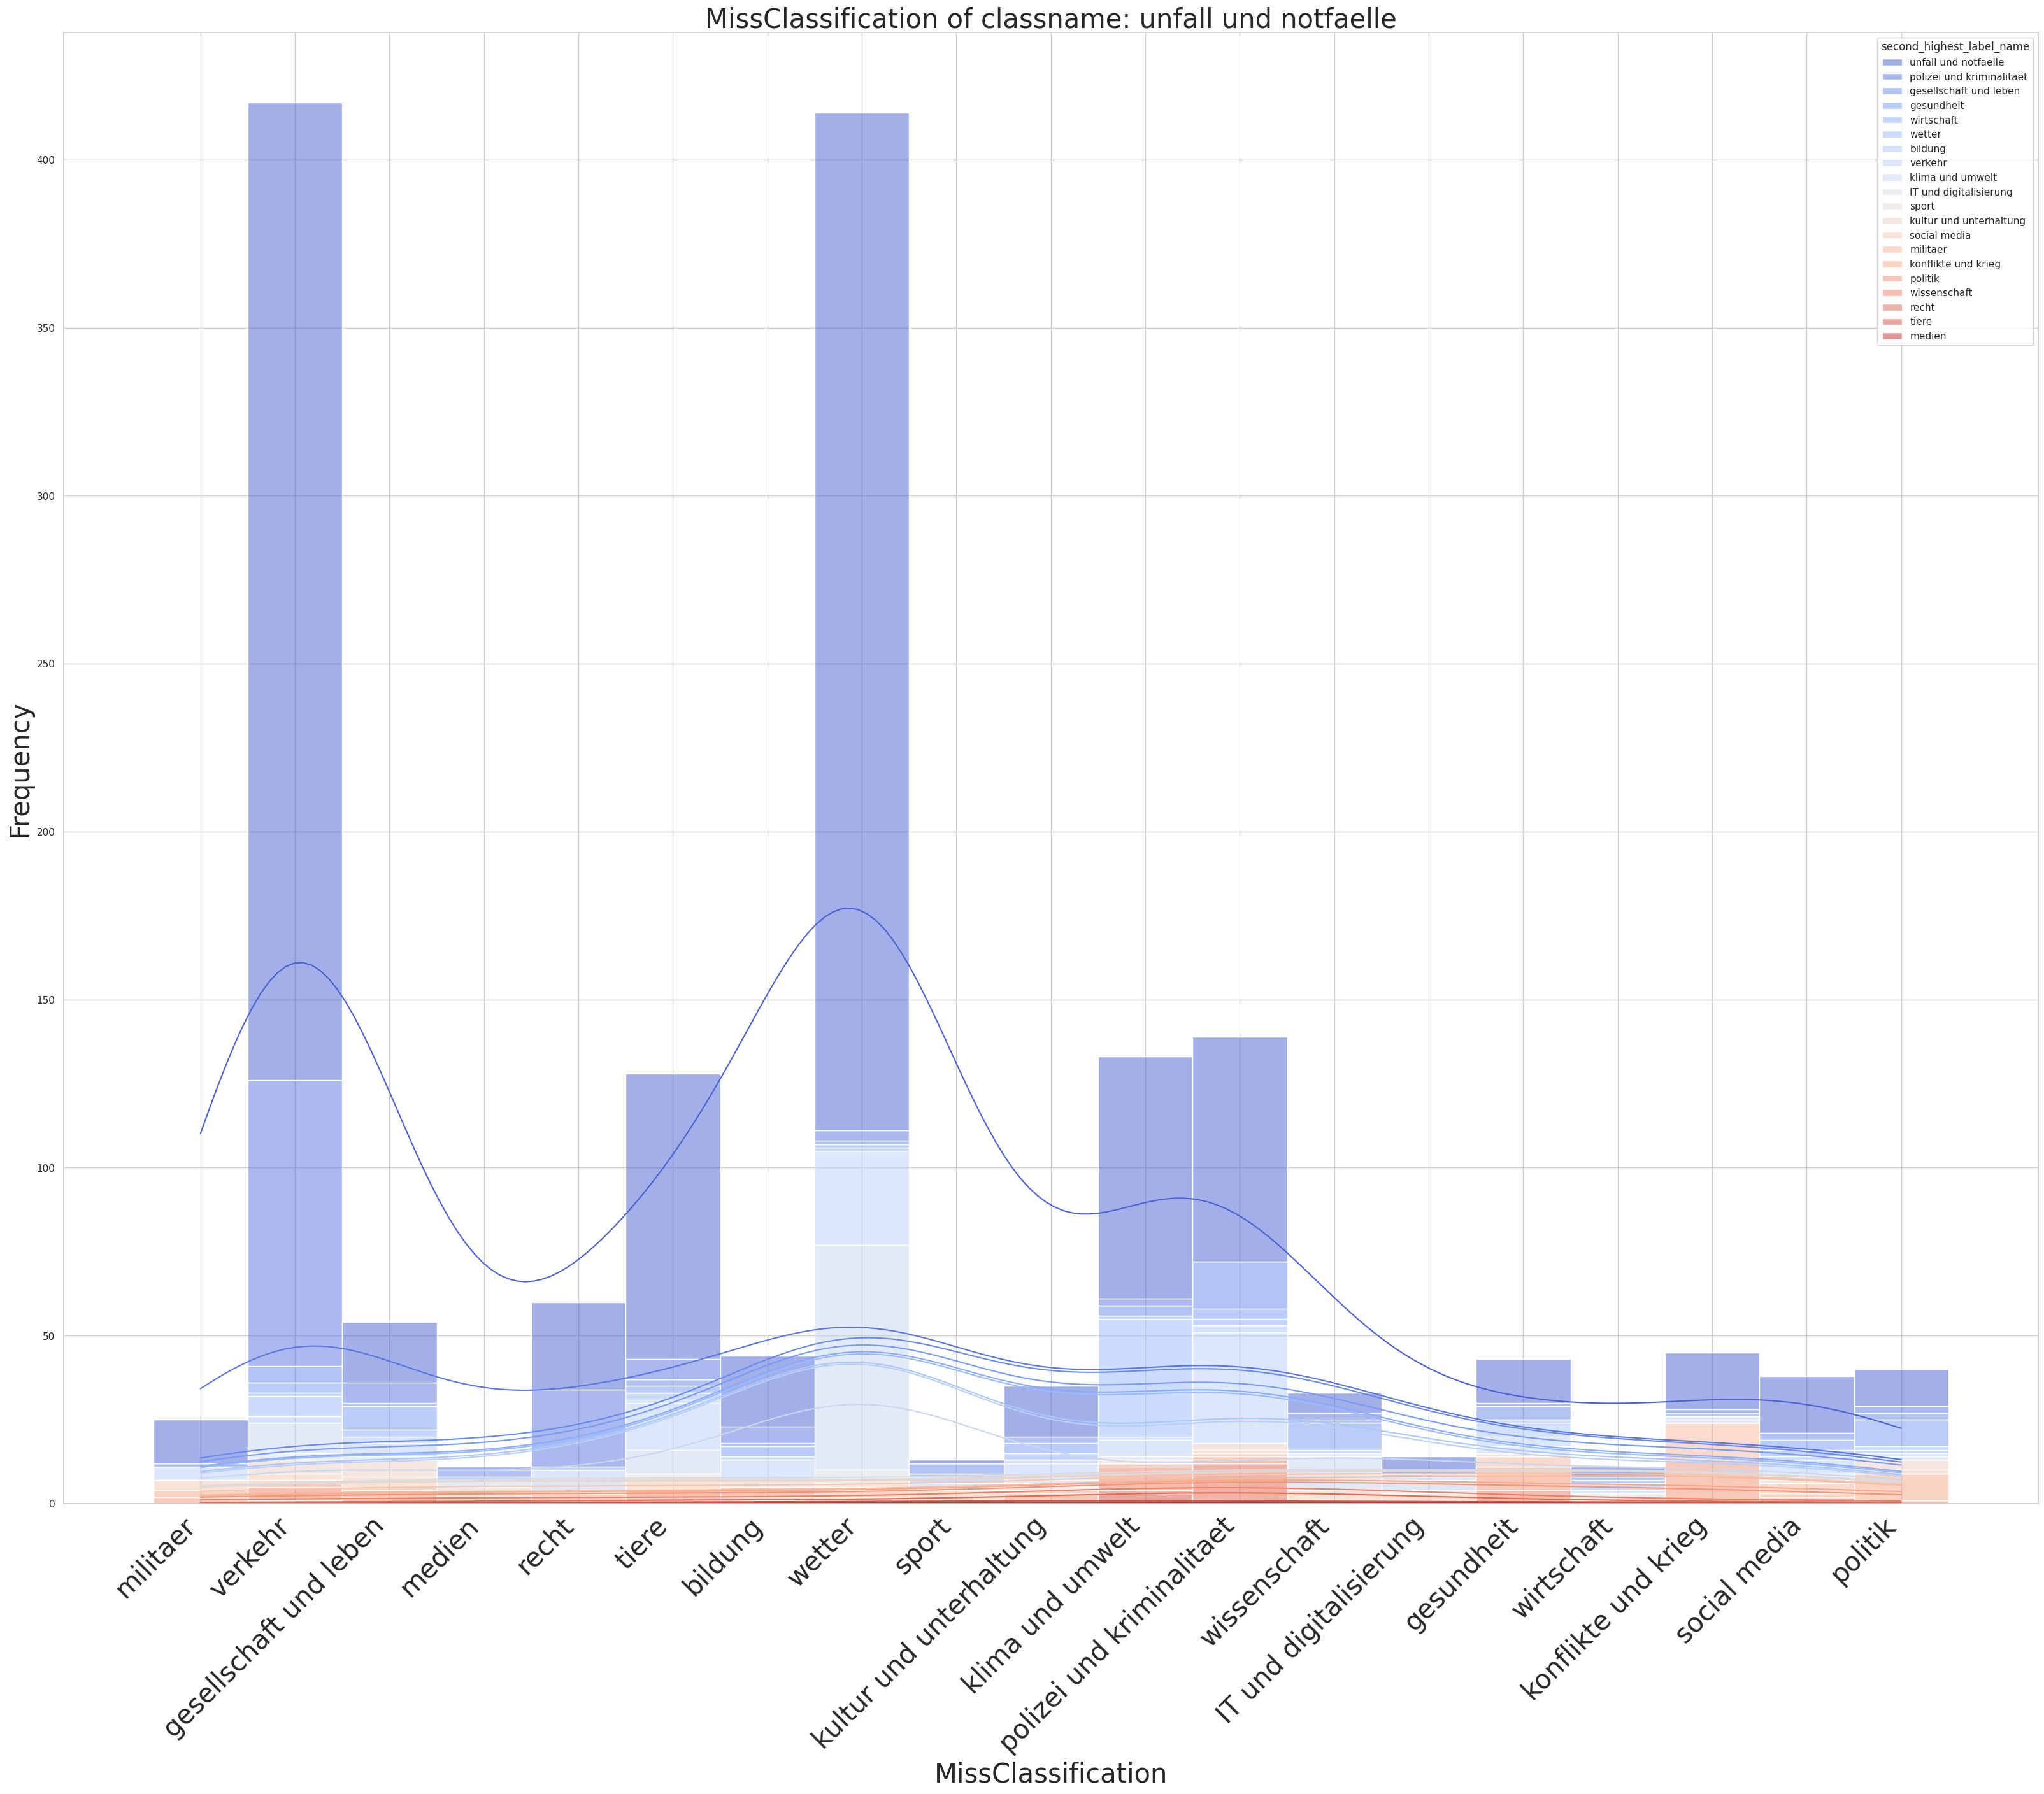 MissClassification of classname: unfall und notfaelle
second_highest_label_name
unfall und notfaelle
polizei und kriminalitaet
gesellschaft und leben
gesundheit
wirtschaft
wetter
bildung
verkehr
klima und umwelt
IT und digitalisierung
sport
kultur und unterhaltung
social media
militaer
konflikte und krieg
politik
wissenschaft
recht
tiere
medien
Frequency
400
350
300
250
200
150
100
50
0
militaer
verkehr
gesellschaft und leben
medien
recht
tiere
bildung
wetter
sport
kultur und unterhaltung
klima und umwelt
polizei und kriminalitaet
wissenschaft
IT und digitalisierung
gesundheit
wirtschaft
konflikte und krieg
social media
politik
MissClassification